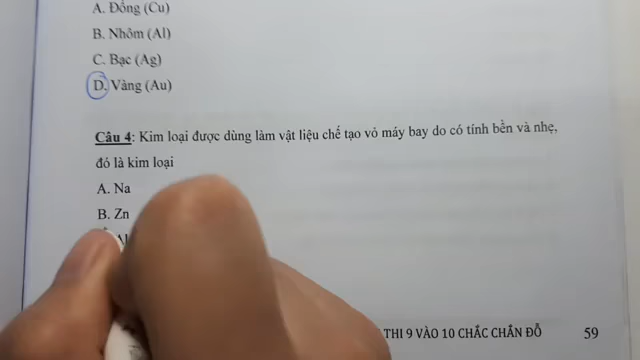 A. Đồng (Cu)
B. Nhôm (Al)
C. Bạc (Ag)
D. Vàng (Au)
Câu 4: Kim loại được dùng làm vật liệu chế tạo vỏ máy bay do có tính bền và nhẹ,
đó là kim loại
A. Na
B. Zn
THI 9 VÀO 10 CHẮC CHẮN ĐỖ 59